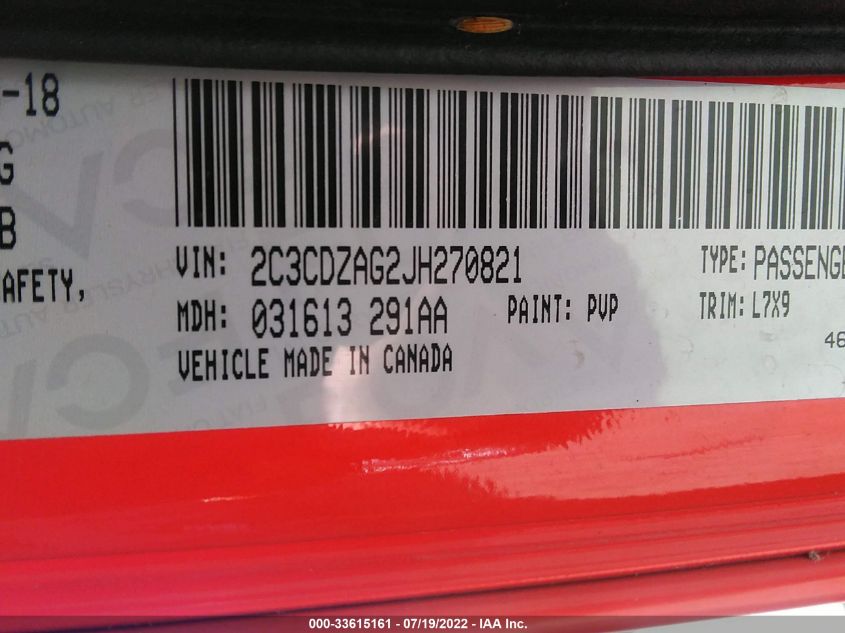 -18
G
B
AFETY,
VIN: 2C3CDZAG2JH270821
TYPE: PASSENGE
MDH: 031613 291AA
PAINT: PVP
TRIM: L7X9
46
VEHICLE MADE IN CANADA
000-33615161 - 07/19/2022 - IAA Inc.